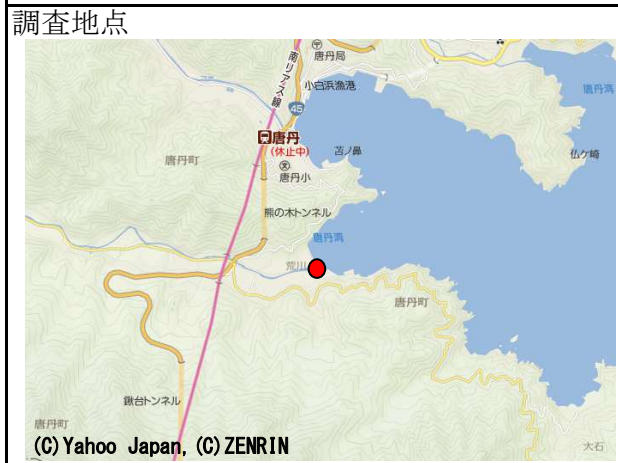 調査地点
唐丹局
南リアス線
小白浜漁港
45
唐丹湾
唐丹
(休止中)
苫ノ鼻
仏ケ崎
唐丹町
唐丹小
熊の木トンネル
唐丹湾
荒川
唐丹町
鍬台トンネル
唐丹町
大石
(C)Yahoo Japan, (C)ZENRIN